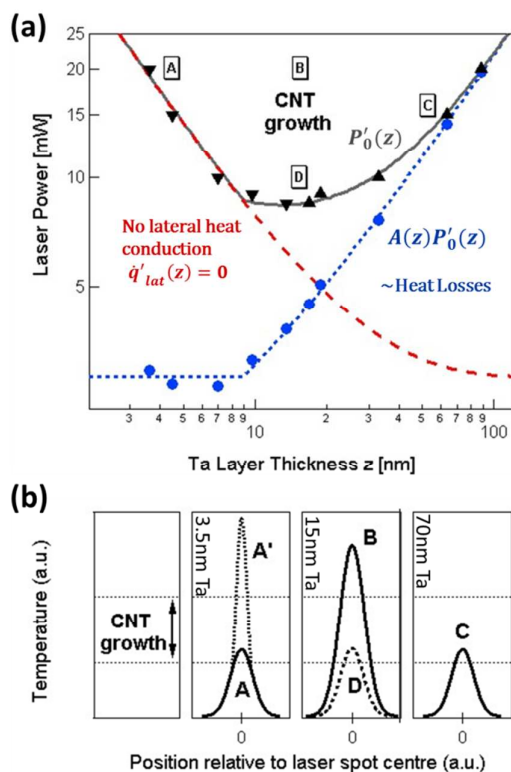 (a)
25
20
15
10
5
Laser Power [mW]
A
B
CNT
growth
C
D
P′₀(z)
No lateral heat
conduction
q̇′lat(z) = 0
A(z)P′₀(z)
~Heat Losses
3 4 5 6 7 8 9 10 2 3 4 5 6 7 8 9 100
Ta Layer Thickness z [nm]
(b)
Temperature (a.u.)
CNT
growth
3.5nm Ta
A'
A
0
15nm Ta
B
D
0
70nm Ta
C
0
Position relative to laser spot centre (a.u.)